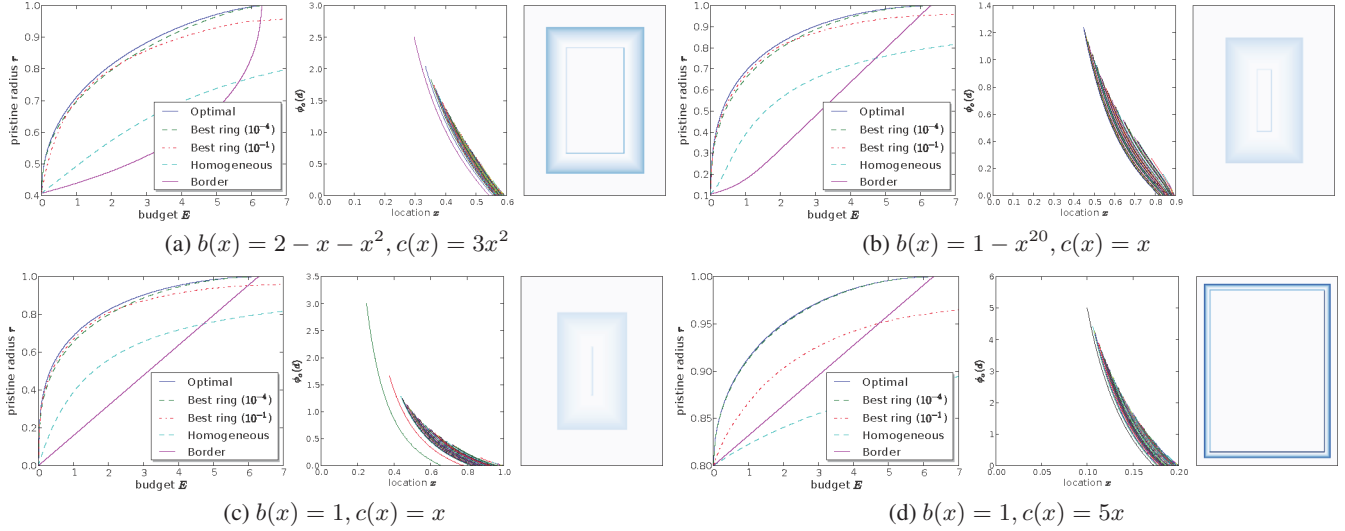 1.0
0.9
0.8
0.7
0.6
0.5
0.4
0 1 2 3 4 5 6 7
pristine radius r
budget E
Optimal
Best ring (10⁻⁴)
Best ring (10⁻¹)
Homogeneous
Border
3.0
2.5
2.0
1.5
1.0
0.5
0.0
0.0 0.1 0.2 0.3 0.4 0.5 0.6
ϕₒ(d)
location x
(a) b(x) = 2 − x − x², c(x) = 3x²
1.0
0.9
0.8
0.7
0.6
0.5
0.4
0.3
0.2
0.1
0 1 2 3 4 5 6 7
pristine radius r
budget E
Optimal
Best ring (10⁻⁴)
Best ring (10⁻¹)
Homogeneous
Border
1.4
1.2
1.0
0.8
0.6
0.4
0.2
0.0
0.0 0.1 0.2 0.3 0.4 0.5 0.6 0.7 0.8 0.9
ϕₒ(d)
location x
(b) b(x) = 1 − x²⁰, c(x) = x
1.0
0.8
0.6
0.4
0.2
0.0
0 1 2 3 4 5 6 7
pristine radius r
budget E
Optimal
Best ring (10⁻⁴)
Best ring (10⁻¹)
Homogeneous
Border
3.5
3.0
2.5
2.0
1.5
1.0
0.5
0.0
0.0 0.2 0.4 0.6 0.8 1.0
ϕₒ(d)
location x
(c) b(x) = 1, c(x) = x
1.00
0.95
0.90
0.85
0.80
0 1 2 3 4 5 6 7
pristine radius r
budget E
Optimal
Best ring (10⁻⁴)
Best ring (10⁻¹)
Homogeneous
Border
6
5
4
3
2
1
0
0.00 0.05 0.10 0.15 0.20
ϕₒ(d)
location x
(d) b(x) = 1, c(x) = 5x